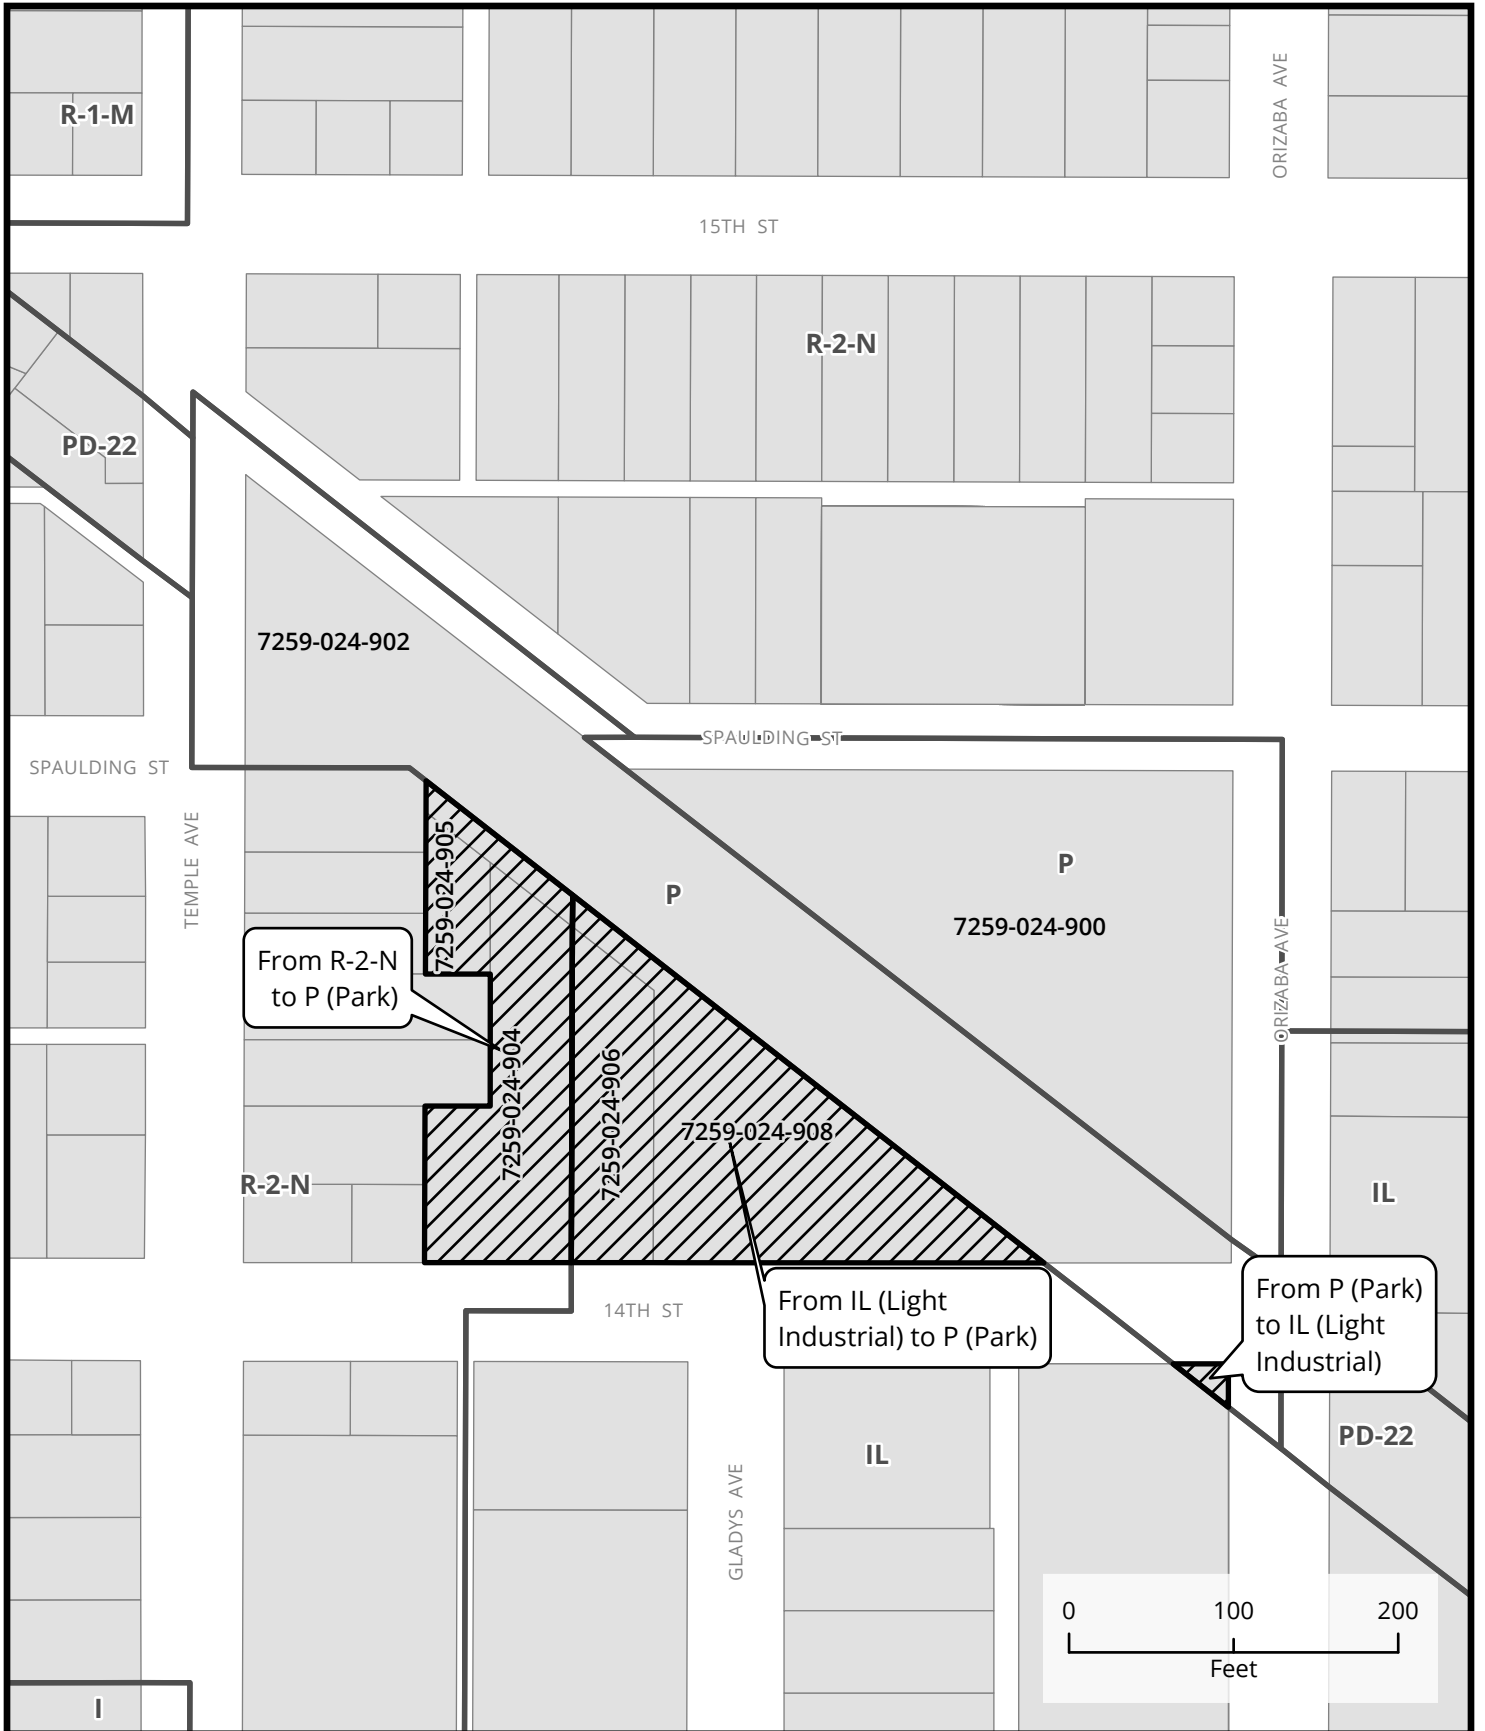 R-1-M
ORIZABA AVE
15TH ST
R-2-N
PD-22
7259-024-902
SPAULDING ST
SPAULDING ST
TEMPLE AVE
7259-024-905
P
P
7259-024-900
From R-2-N
to P (Park)
ORIZABA AVE
7259-024-904
7259-024-906
7259-024-908
R-2-N
IL
14TH ST
From IL (Light
Industrial) to P (Park)
From P (Park)
to IL (Light
Industrial)
PD-22
IL
GLADYS AVE
0 100 200
Feet
I